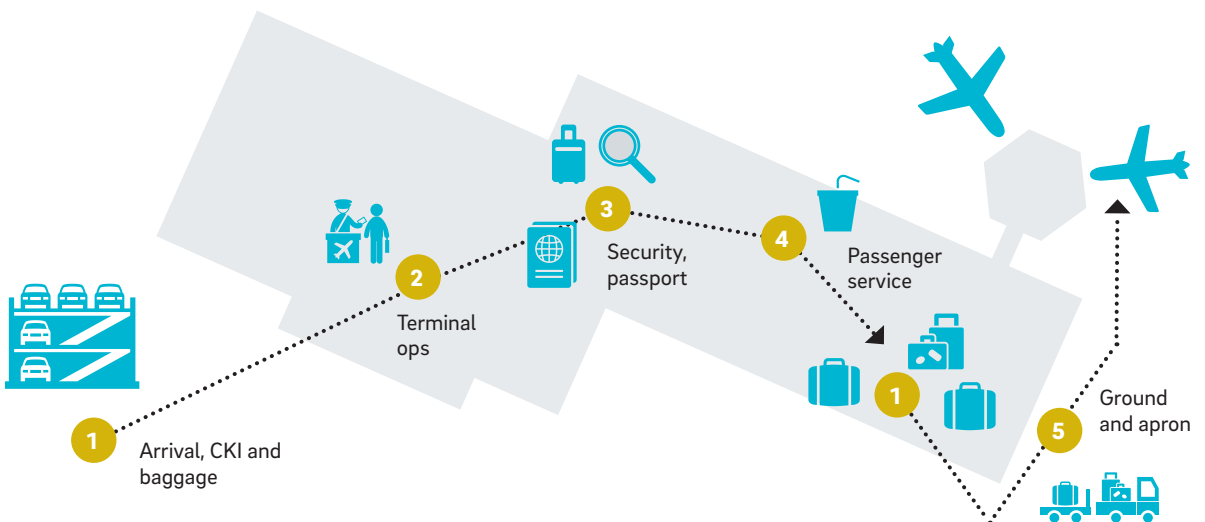 1
Arrival, CKI and
baggage
2
Terminal
ops
3
Security,
passport
4
Passenger
service
1
5
Ground
and apron